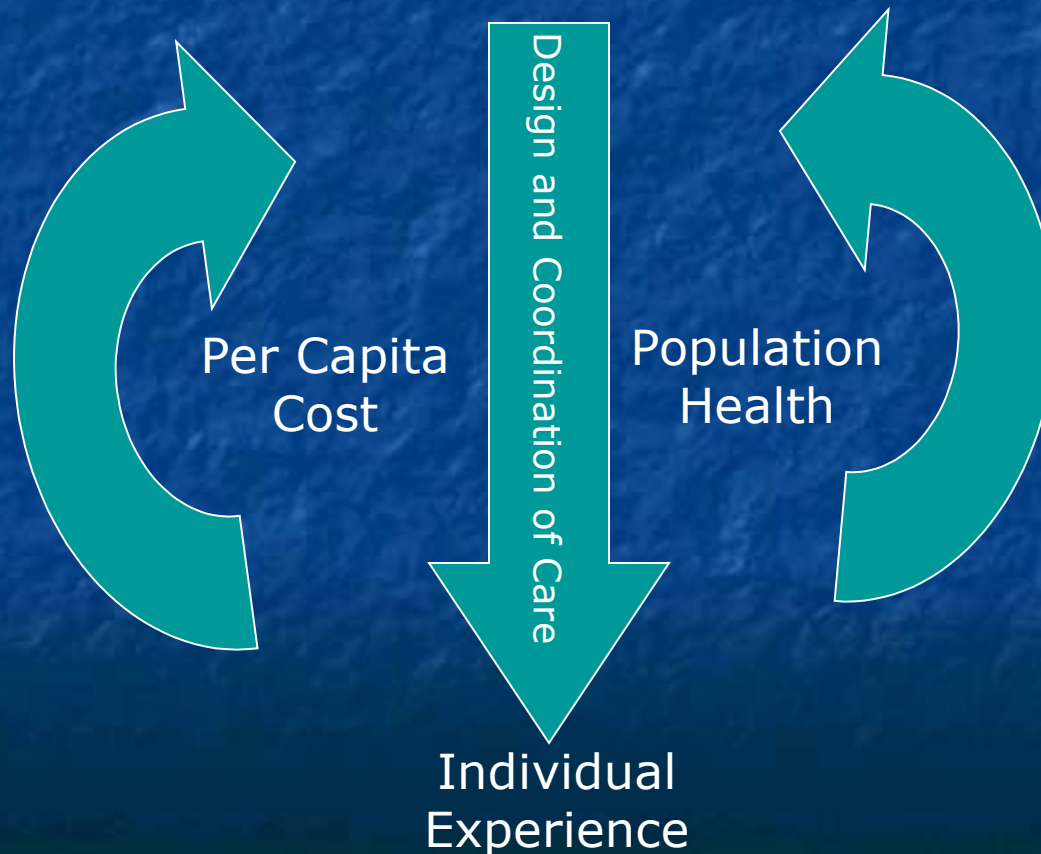 Design and Coordination of Care
Per Capita
Cost
Population
Health
Individual
Experience